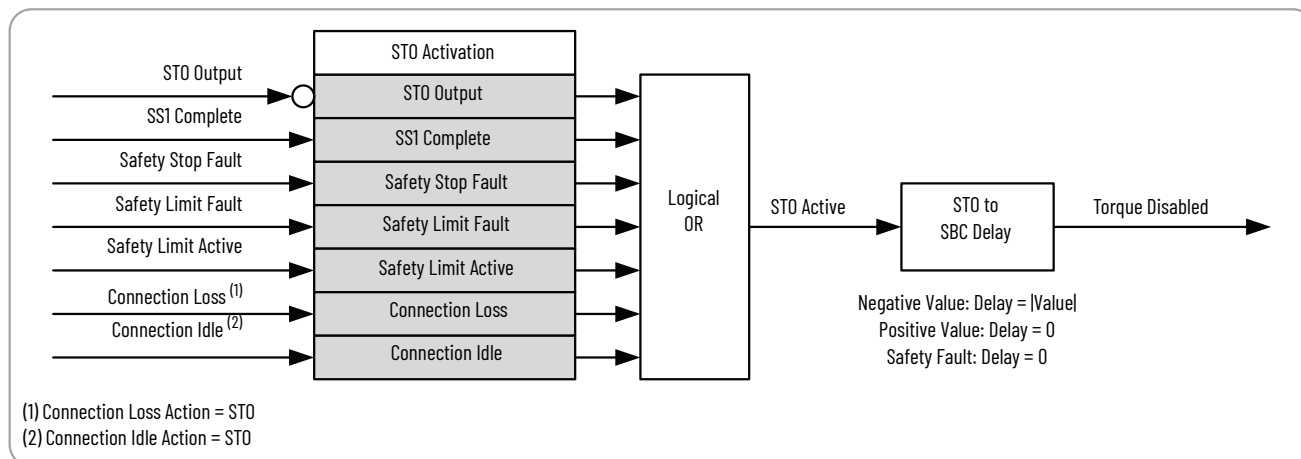 STO Activation
STO Output
STO Output
SS1 Complete
SS1 Complete
Safety Stop Fault
Safety Stop Fault
Safety Limit Fault
Safety Limit Fault
Safety Limit Active
Safety Limit Active
Connection Loss (1)
Connection Loss
Connection Idle (2)
Connection Idle
Logical
OR
STO Active
STO to
SBC Delay
Torque Disabled
Negative Value: Delay = |Value|
Positive Value: Delay = 0
Safety Fault: Delay = 0
(1) Connection Loss Action = STO
(2) Connection Idle Action = STO